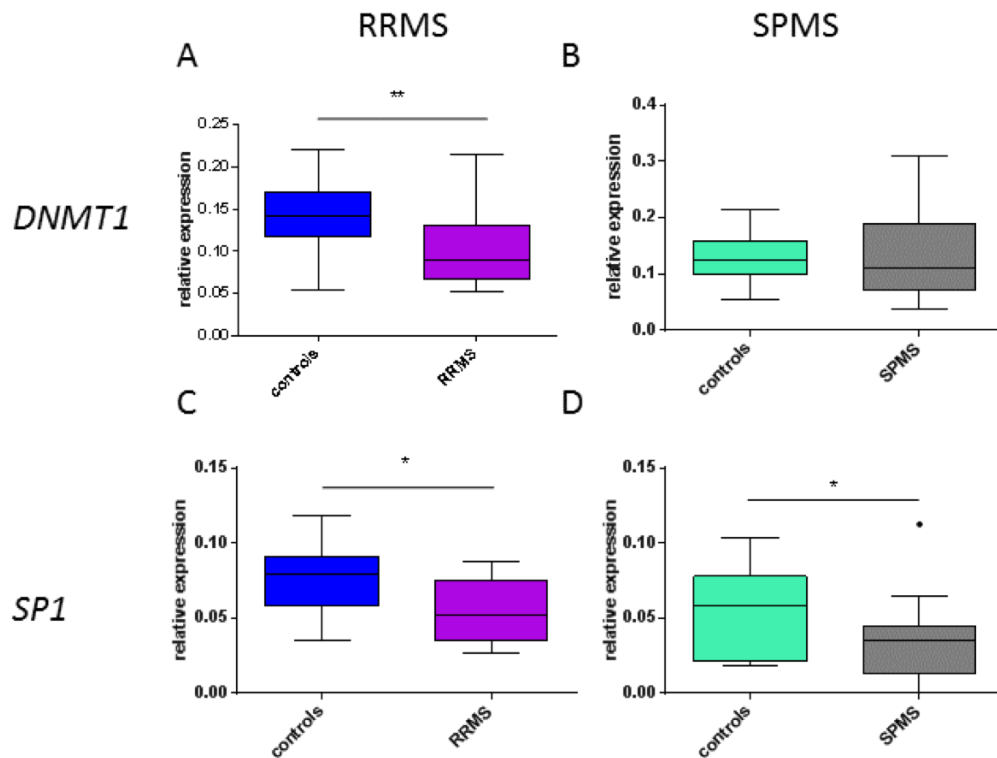 RRMS
SPMS
A
B
DNMT1
**
relative expression
0.25
0.20
0.15
0.10
0.05
0.00
controls
RRMS
relative expression
0.4
0.3
0.2
0.1
0.0
controls
SPMS
C
D
SP1
*
relative expression
0.15
0.10
0.05
0.00
controls
RRMS
*
relative expression
0.15
0.10
0.05
0.00
controls
SPMS